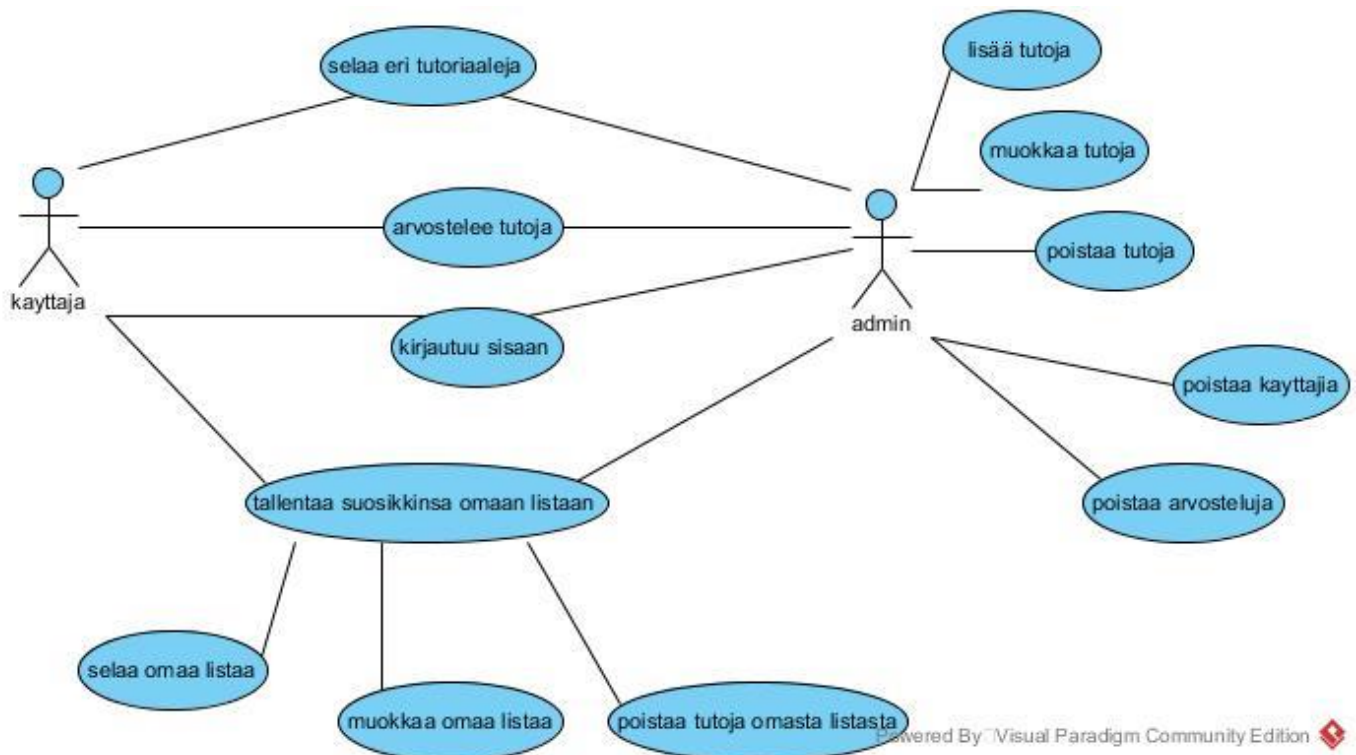 lisää tutoja
selaa eri tutoriaaleja
muokkaa tutoja
arvostelee tutoja
poistaa tutoja
kayttaja
admin
kirjautuu sisaan
poistaa kayttajia
tallentaa suosikkinsa omaan listaan
poistaa arvosteluja
selaa omaa listaa
muokkaa omaa listaa
poistaa tutoja omasta listasta
Powered By Visual Paradigm Community Edition